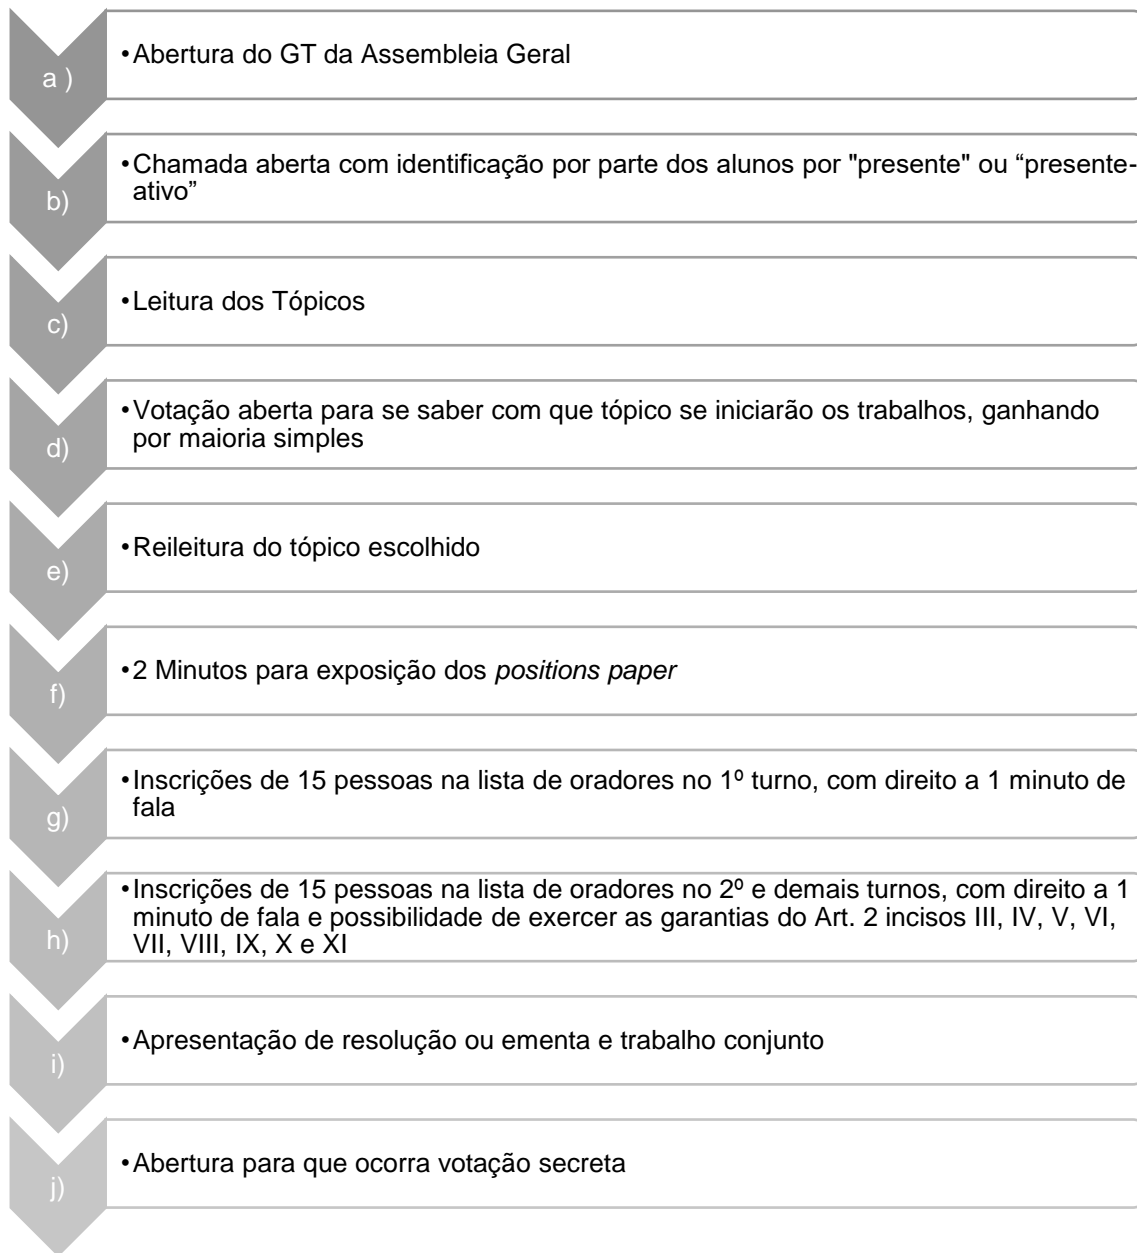 a )
•Abertura do GT da Assembleia Geral
b)
•Chamada aberta com identificação por parte dos alunos por "presente" ou “presente-
ativo”
c)
•Leitura dos Tópicos
d)
•Votação aberta para se saber com que tópico se iniciarão os trabalhos, ganhando
por maioria simples
e)
•Reileitura do tópico escolhido
f)
•2 Minutos para exposição dos positions paper
g)
•Inscrições de 15 pessoas na lista de oradores no 1º turno, com direito a 1 minuto de
fala
h)
•Inscrições de 15 pessoas na lista de oradores no 2º e demais turnos, com direito a 1
minuto de fala e possibilidade de exercer as garantias do Art. 2 incisos III, IV, V, VI,
VII, VIII, IX, X e XI
i)
•Apresentação de resolução ou ementa e trabalho conjunto
j)
•Abertura para que ocorra votação secreta